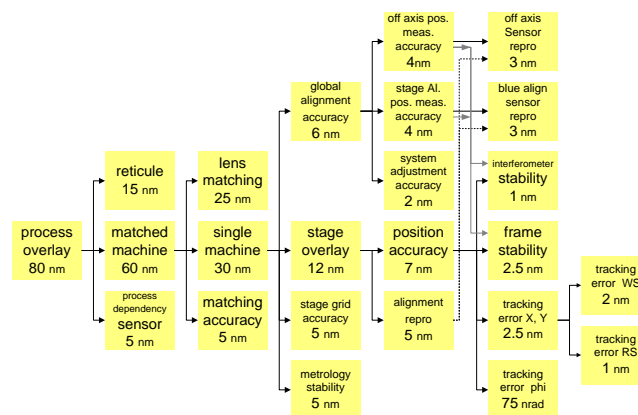 off axis pos.
meas.
accuracy
4nm
off axis
Sensor
repro
3 nm
global
alignment
accuracy
6 nm
stage Al.
pos. meas.
accuracy
4 nm
blue align
sensor
repro
3 nm
reticule
15 nm
lens
matching
25 nm
system
adjustment
accuracy
2 nm
interferometer
stability
1 nm
process
overlay
80 nm
matched
machine
60 nm
single
machine
30 nm
stage
overlay
12 nm
position
accuracy
7 nm
frame
stability
2.5 nm
process
dependency
sensor
5 nm
matching
accuracy
5 nm
stage grid
accuracy
5 nm
alignment
repro
5 nm
tracking
error X, Y
2.5 nm
tracking
error WS
2 nm
tracking
error RS
1 nm
metrology
stability
5 nm
tracking
error phi
75 nrad